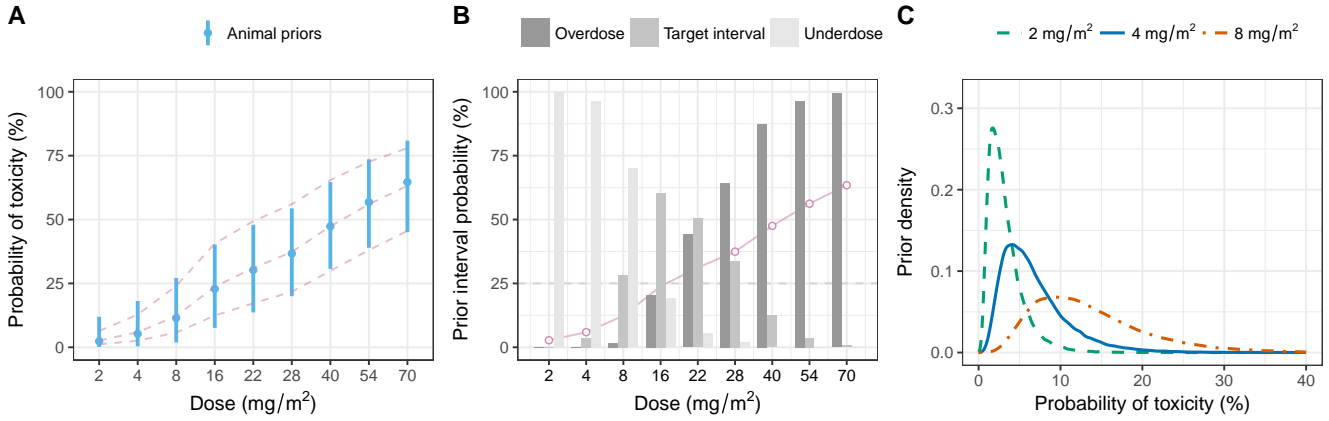 A
Animal priors
Probability of toxicity (%)
100
75
50
25
0
2 4 8 16 22 28 40 54 70
Dose (mg/m²)
B
Overdose Target interval Underdose
Prior interval probability (%)
100
75
50
25
0
2 4 8 16 22 28 40 54 70
Dose (mg/m²)
C
2 mg/m² 4 mg/m² 8 mg/m²
Prior density
0.3
0.2
0.1
0.0
0 10 20 30 40
Probability of toxicity (%)